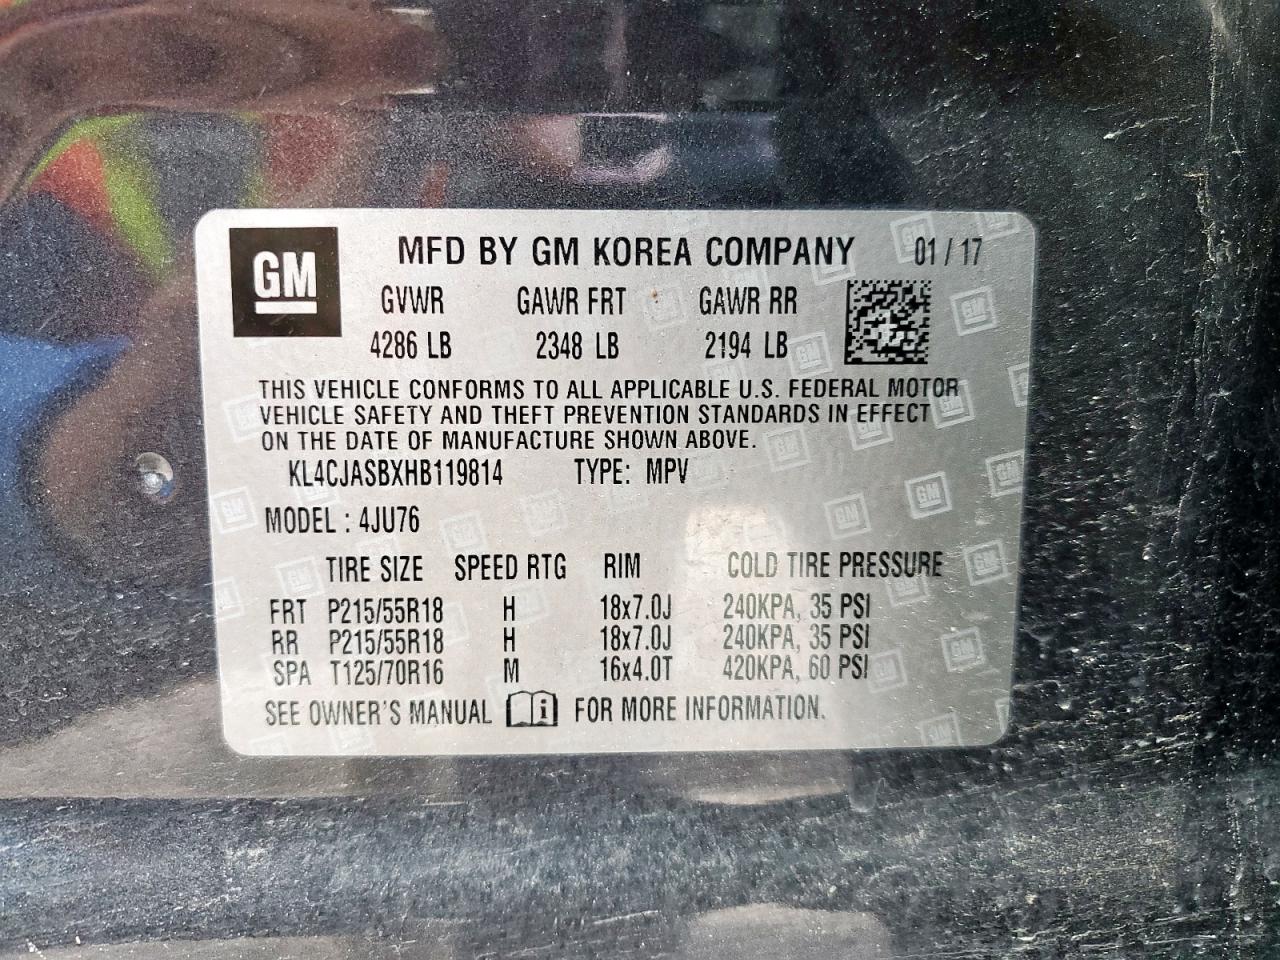 GM
MFD BY GM KOREA COMPANY 01 / 17
GVWR GAWR FRT GAWR RR
4286 LB 2348 LB 2194 LB
THIS VEHICLE CONFORMS TO ALL APPLICABLE U.S. FEDERAL MOTOR
VEHICLE SAFETY AND THEFT PREVENTION STANDARDS IN EFFECT
ON THE DATE OF MANUFACTURE SHOWN ABOVE.
KL4CJASBXHB119814 TYPE: MPV
MODEL : 4JU76
TIRE SIZE SPEED RTG RIM COLD TIRE PRESSURE
FRT P215/55R18 H 18x7.0J 240KPA, 35 PSI
RR P215/55R18 H 18x7.0J 240KPA, 35 PSI
SPA T125/70R16 M 16x4.0T 420KPA, 60 PSI
SEE OWNER'S MANUAL i FOR MORE INFORMATION.